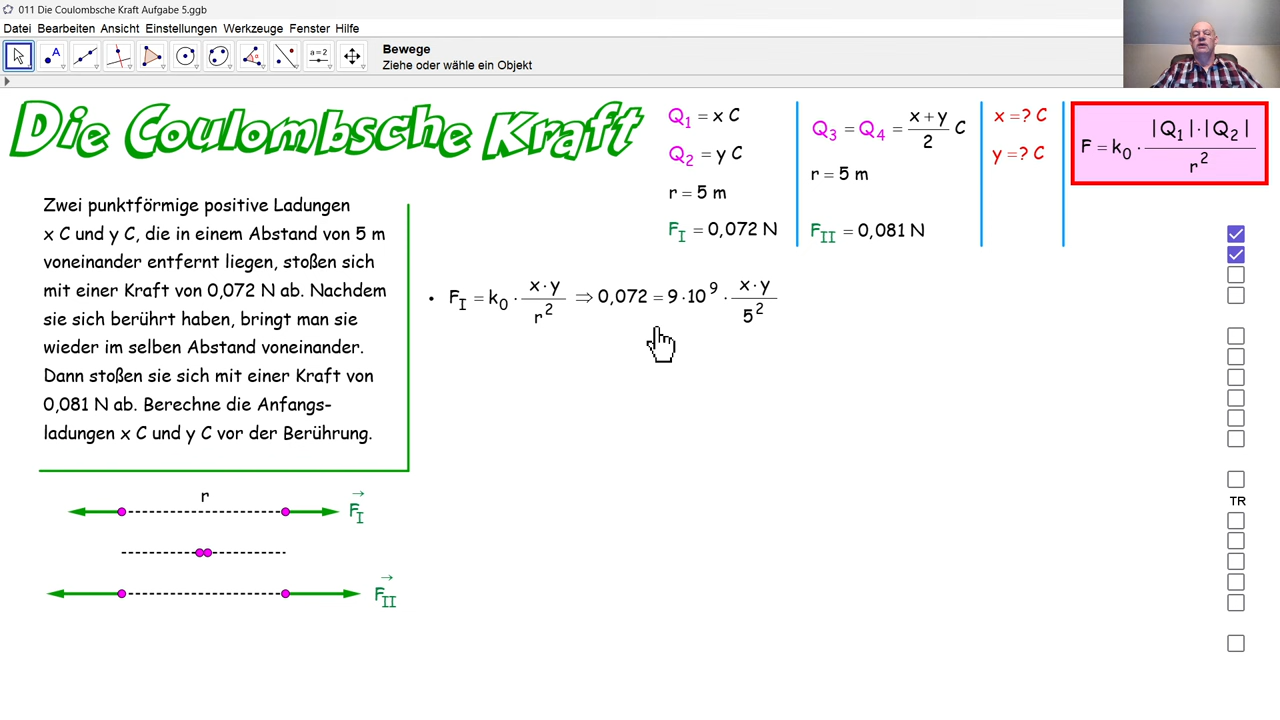 011 Die Coulombsche Kraft Aufgabe 5.ggb
Datei Bearbeiten Ansicht Einstellungen Werkzeuge Fenster Hilfe
A
a=2
Bewege
Ziehe oder wähle ein Objekt
Die Coulombsche Kraft
Q₁ = x C
Q₂ = y C
r = 5 m
F_I = 0,072 N
Q₃ = Q₄ = (x + y)/2 C
r = 5 m
F_II = 0,081 N
x = ? C
y = ? C
F = k₀ · (|Q₁| · |Q₂|)/r²
Zwei punktförmige positive Ladungen
x C und y C, die in einem Abstand von 5 m
voneinander entfernt liegen, stoßen sich
mit einer Kraft von 0,072 N ab. Nachdem
sie sich berührt haben, bringt man sie
wieder im selben Abstand voneinander.
Dann stoßen sie sich mit einer Kraft von
0,081 N ab. Berechne die Anfangs-
ladungen x C und y C vor der Berührung.
• F_I = k₀ · (x · y)/r² ⇒ 0,072 = 9 · 10⁹ · (x · y)/5²
r
F_I
F_II
TR